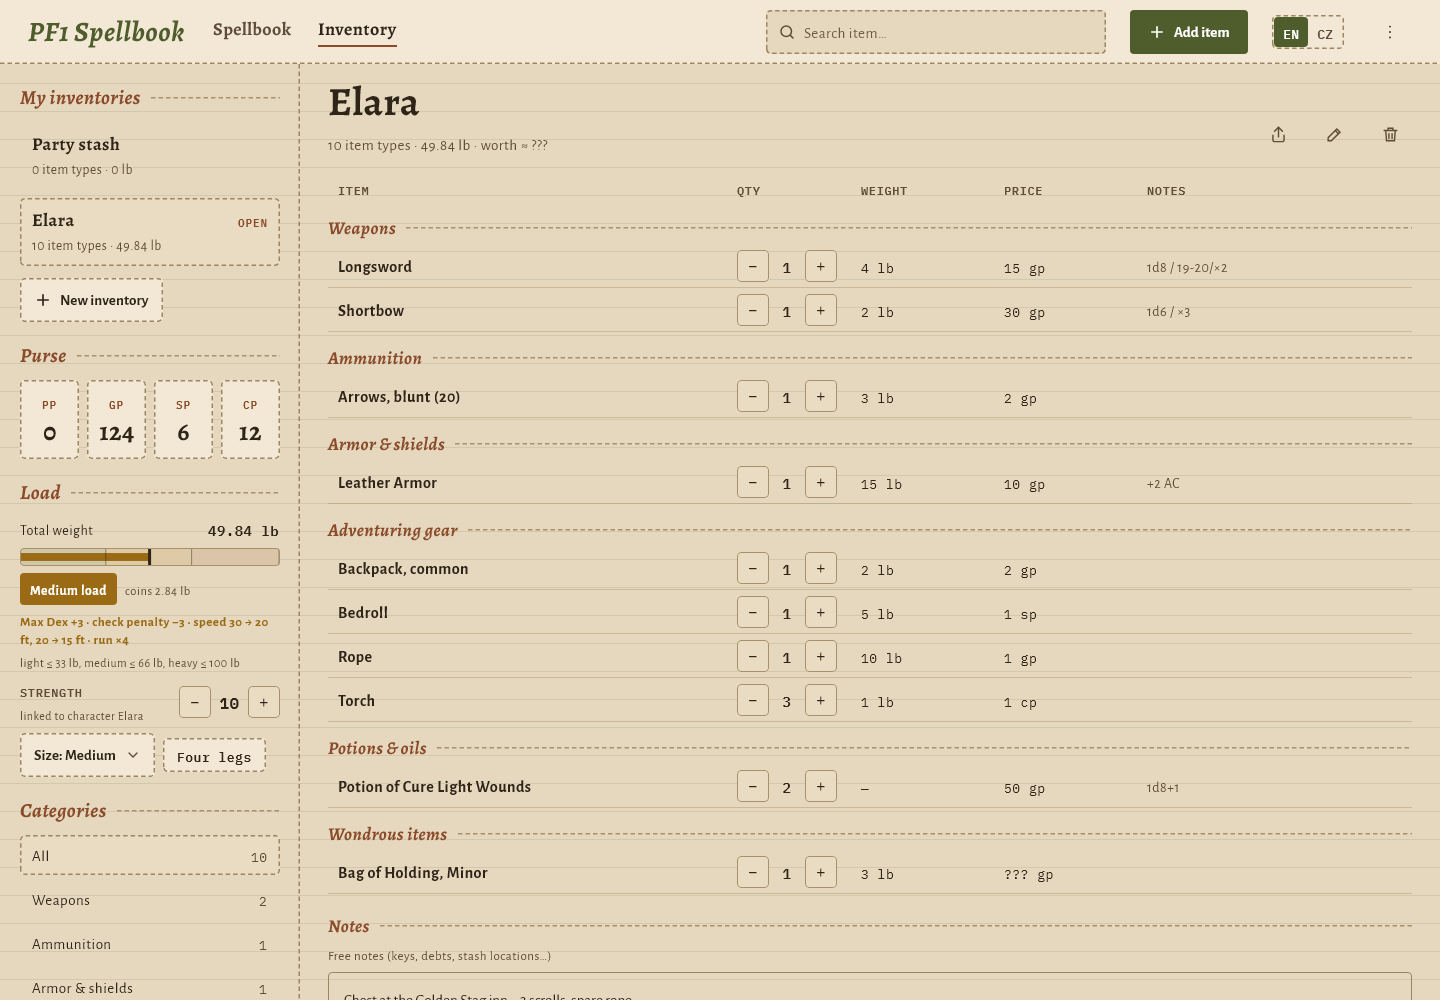 PF1 Spellbook
Spellbook
Inventory
Search item…
Add item
EN
CZ
My inventories
Party stash
0 item types · 0 lb
Elara
OPEN
10 item types · 49.84 lb
New inventory
Purse
PP
GP
SP
CP
0
124
6
12
Load
Total weight
49.84 lb
Medium load
coins 2.84 lb
Max Dex +3 · check penalty −3 · speed 30 → 20
ft, 20 → 15 ft · run ×4
light ≤ 33 lb, medium ≤ 66 lb, heavy ≤ 100 lb
STRENGTH
linked to character Elara
−
10
+
Size: Medium
Four legs
Categories
All 10
Weapons 2
Ammunition 1
Armor & shields 1
Elara
10 item types · 49.84 lb · worth ≈ ???
ITEM QTY WEIGHT PRICE NOTES
Weapons
Longsword − 1 + 4 lb 15 gp 1d8 / 19-20/×2
Shortbow − 1 + 2 lb 30 gp 1d6 / ×3
Ammunition
Arrows, blunt (20) − 1 + 3 lb 2 gp
Armor & shields
Leather Armor − 1 + 15 lb 10 gp +2 AC
Adventuring gear
Backpack, common − 1 + 2 lb 2 gp
Bedroll − 1 + 5 lb 1 sp
Rope − 1 + 10 lb 1 gp
Torch − 3 + 1 lb 1 cp
Potions & oils
Potion of Cure Light Wounds − 2 + — 50 gp 1d8+1
Wondrous items
Bag of Holding, Minor − 1 + 3 lb ??? gp
Notes
Free notes (keys, debts, stash locations…)
Chest at the Golden Stag inn – 2 scrolls, spare rope